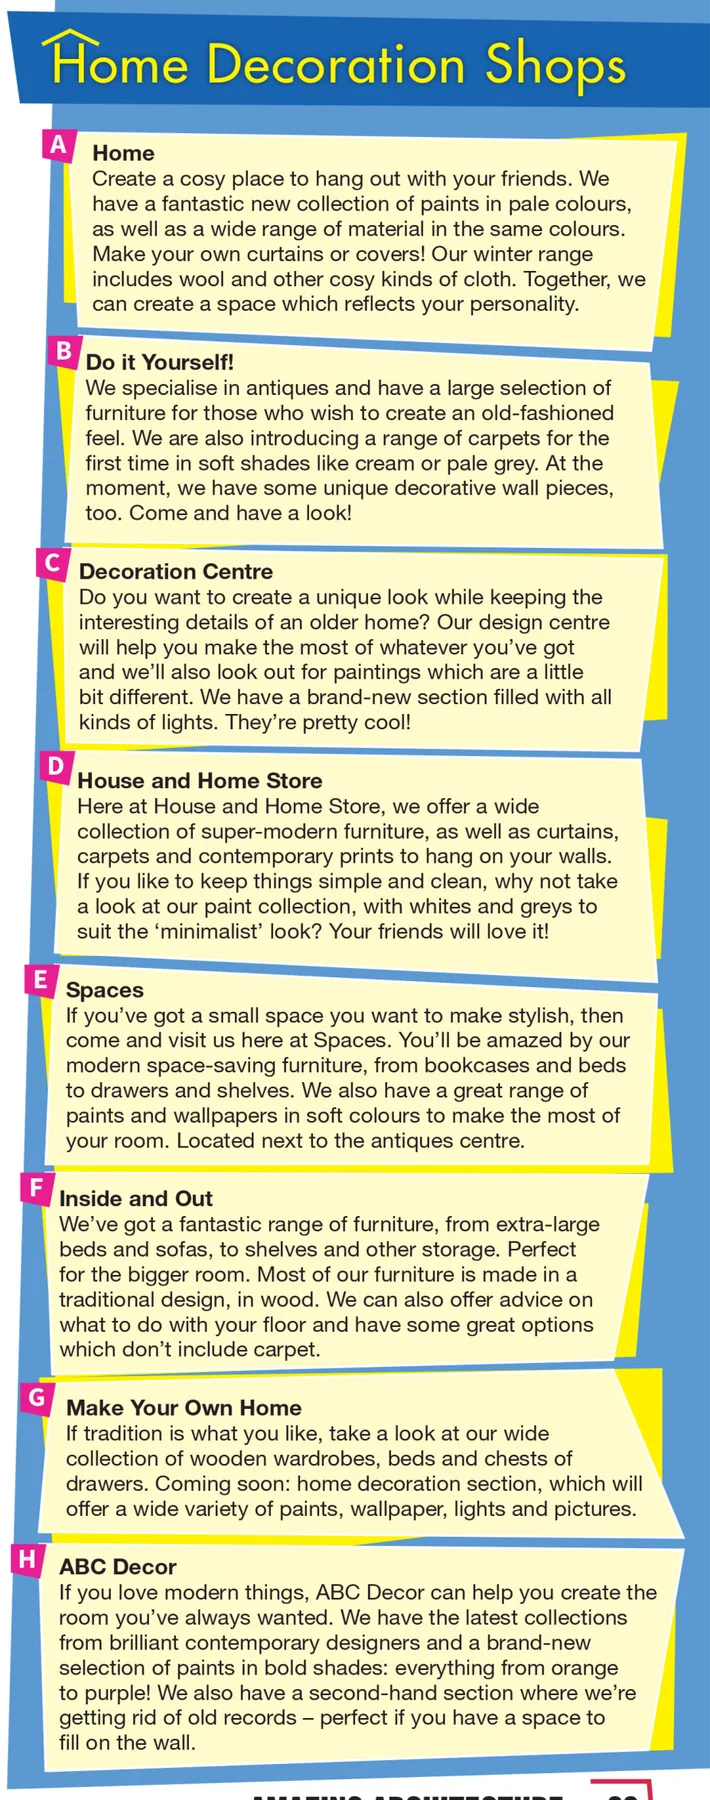 Home Decoration Shops
A
Home
Create a cosy place to hang out with your friends. We
have a fantastic new collection of paints in pale colours,
as well as a wide range of material in the same colours.
Make your own curtains or covers! Our winter range
includes wool and other cosy kinds of cloth. Together, we
can create a space which reflects your personality.
B
Do it Yourself!
We specialise in antiques and have a large selection of
furniture for those who wish to create an old-fashioned
feel. We are also introducing a range of carpets for the
first time in soft shades like cream or pale grey. At the
moment, we have some unique decorative wall pieces,
too. Come and have a look!
C
Decoration Centre
Do you want to create a unique look while keeping the
interesting details of an older home? Our design centre
will help you make the most of whatever you've got
and we'll also look out for paintings which are a little
bit different. We have a brand-new section filled with all
kinds of lights. They're pretty cool!
D
House and Home Store
Here at House and Home Store, we offer a wide
collection of super-modern furniture, as well as curtains,
carpets and contemporary prints to hang on your walls.
If you like to keep things simple and clean, why not take
a look at our paint collection, with whites and greys to
suit the 'minimalist' look? Your friends will love it!
E
Spaces
If you've got a small space you want to make stylish, then
come and visit us here at Spaces. You'll be amazed by our
modern space-saving furniture, from bookcases and beds
to drawers and shelves. We also have a great range of
paints and wallpapers in soft colours to make the most of
your room. Located next to the antiques centre.
F
Inside and Out
We've got a fantastic range of furniture, from extra-large
beds and sofas, to shelves and other storage. Perfect
for the bigger room. Most of our furniture is made in a
traditional design, in wood. We can also offer advice on
what to do with your floor and have some great options
which don't include carpet.
G
Make Your Own Home
If tradition is what you like, take a look at our wide
collection of wooden wardrobes, beds and chests of
drawers. Coming soon: home decoration section, which will
offer a wide variety of paints, wallpaper, lights and pictures.
H
ABC Decor
If you love modern things, ABC Decor can help you create the
room you've always wanted. We have the latest collections
from brilliant contemporary designers and a brand-new
selection of paints in bold shades: everything from orange
to purple! We also have a second-hand section where we're
getting rid of old records – perfect if you have a space to
fill on the wall.
AMAZING ARCHITECTURE